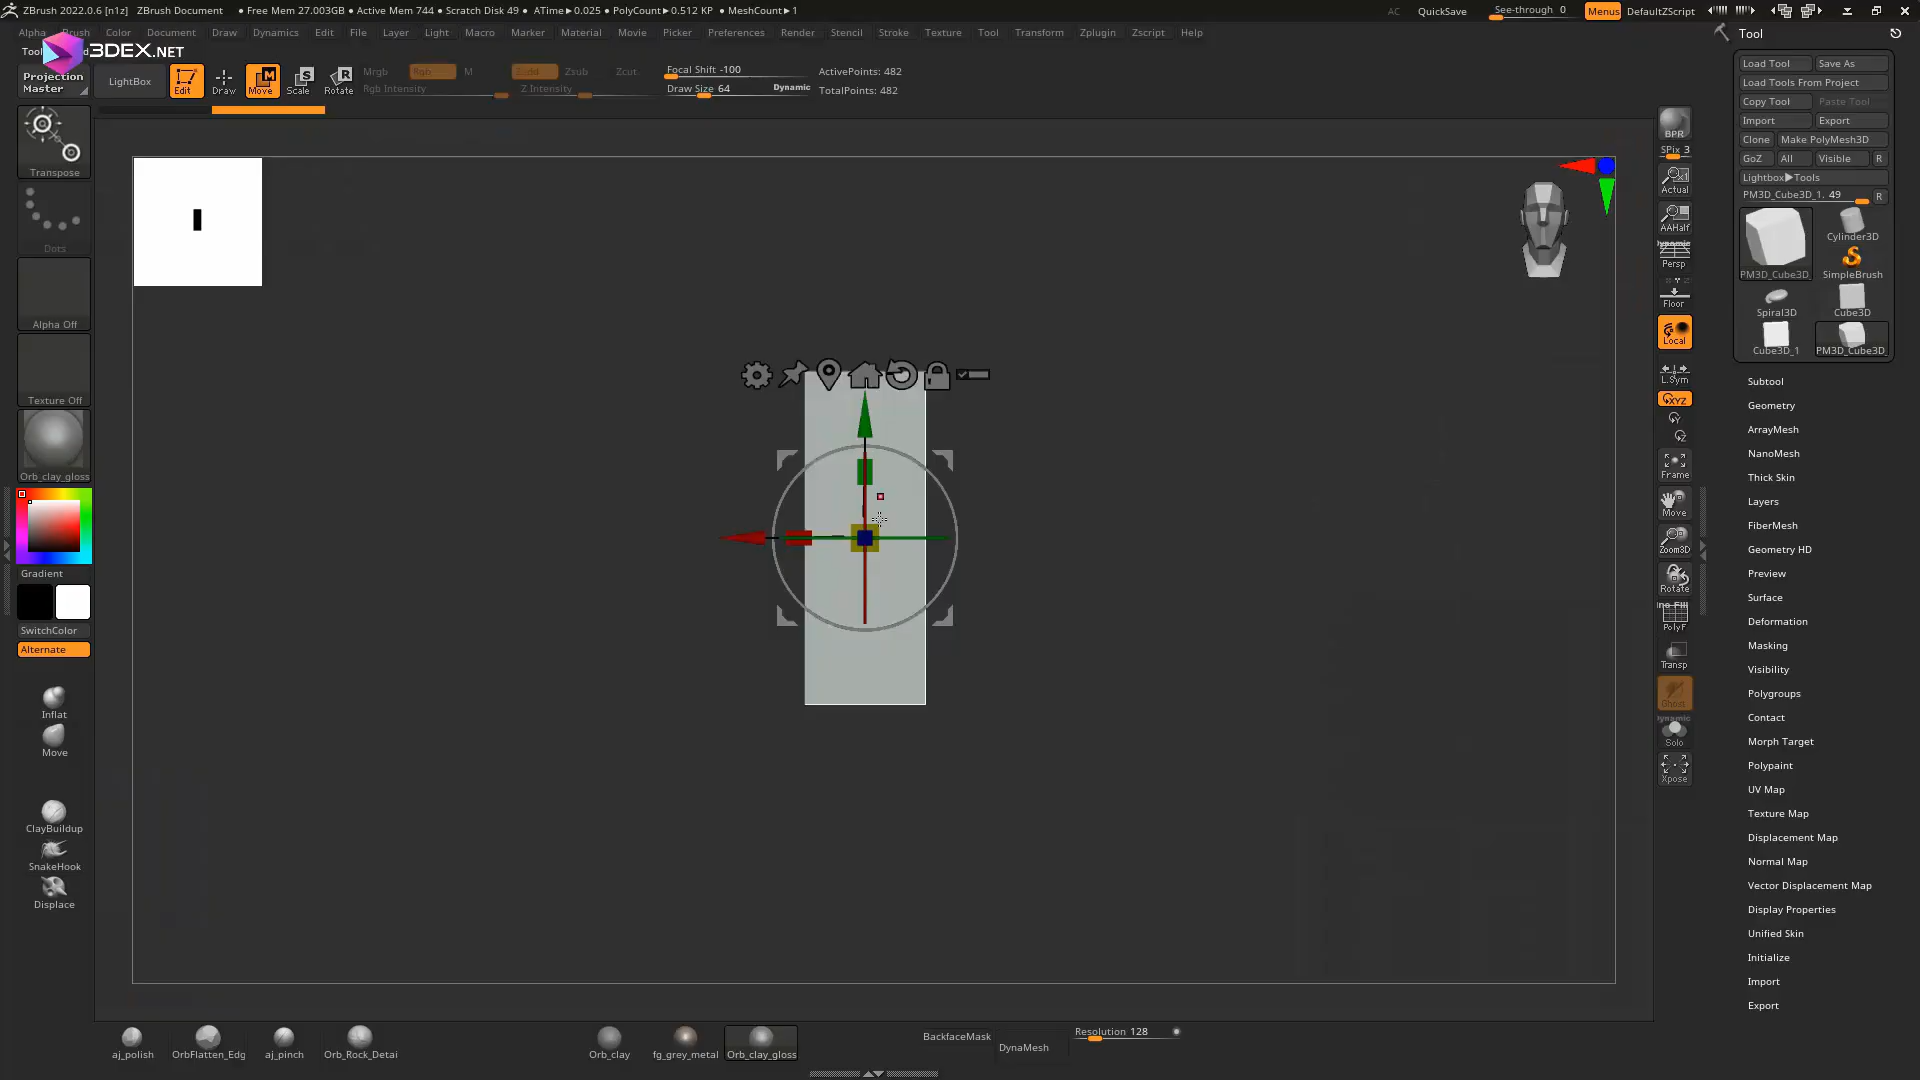 ZBrush 2022.0.6 [n1z] ZBrush Document • Free Mem 27.003GB • Active Mem 744 • Scratch Disk 49 • ATime▶0.025 • PolyCount▶0.512 KP • MeshCount▶1 AC QuickSave See-through 0 Menus DefaultZScript
Alpha Brush Color Document Draw Dynamics Edit File Layer Light Macro Marker Material Movie Picker Preferences Render Stencil Stroke Texture Tool Transform Zplugin Zscript Help
3DEX.NET
Projection Master LightBox Edit Draw Move Scale Rotate
Mrgb Rgb M Zadd Zsub Zcut Focal Shift -100 ActivePoints: 482
Rgb Intensity Z Intensity Draw Size 64 Dynamic TotalPoints: 482
Transpose
Dots
Alpha Off
Texture Off
Orb_clay_gloss
Gradient
SwitchColor
Alternate
Inflat
Move
ClayBuildup
SnakeHook
Displace
aj_polish OrbFlatten_Edg aj_pinch Orb_Rock_Detai Orb_clay fg_grey_metal Orb_clay_gloss BackfaceMask DynaMesh Resolution 128
BPR
SPix 3
Actual
AAHalf
Dynamic
Persp
Floor
Local
L.Sym
XYZ
Frame
Move
Zoom3D
Rotate
PolyF
Transp
Ghost
Dynamic
Solo
Xpose
Tool
Load Tool Save As
Load Tools From Project
Copy Tool Paste Tool
Import Export
Clone Make PolyMesh3D
GoZ All Visible R
Lightbox▶Tools
PM3D_Cube3D_1. 49 R
PM3D_Cube3D_ Cylinder3D
SimpleBrush
Spiral3D Cube3D
Cube3D_1 PM3D_Cube3D_
Subtool
Geometry
ArrayMesh
NanoMesh
Thick Skin
Layers
FiberMesh
Geometry HD
Preview
Surface
Deformation
Masking
Visibility
Polygroups
Contact
Morph Target
Polypaint
UV Map
Texture Map
Displacement Map
Normal Map
Vector Displacement Map
Display Properties
Unified Skin
Initialize
Import
Export